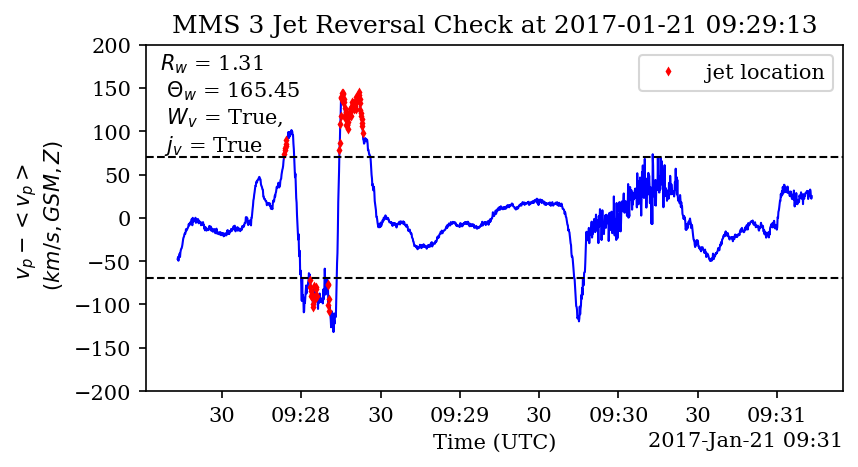 MMS 3 Jet Reversal Check at 2017-01-21 09:29:13
R_w = 1.31
Θ_w = 165.45
W_v = True,
j_v = True
jet location
v_p − < v_p >
(km/s, GSM, Z)
200
150
100
50
0
−50
−100
−150
−200
30 09:28 30 09:29 30 09:30 30 09:31
Time (UTC)
2017-Jan-21 09:31